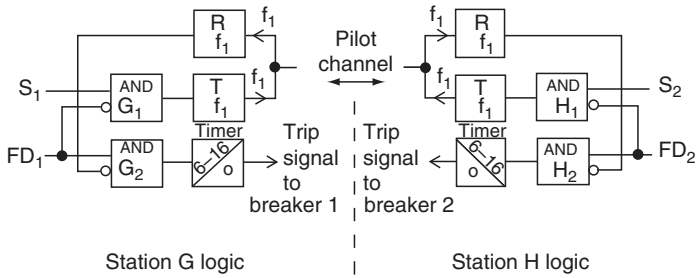 f₁
R
f₁
Pilot
channel
f₁
R
f₁
S₁
AND
G₁
T
f₁
f₁
f₁
T
f₁
AND
H₁
S₂
FD₁
AND
G₂
Timer
6–16
o
Trip
signal
to
breaker 1
Trip
signal
to
breaker 2
Timer
6–16
o
AND
H₂
FD₂
Station G logic
Station H logic